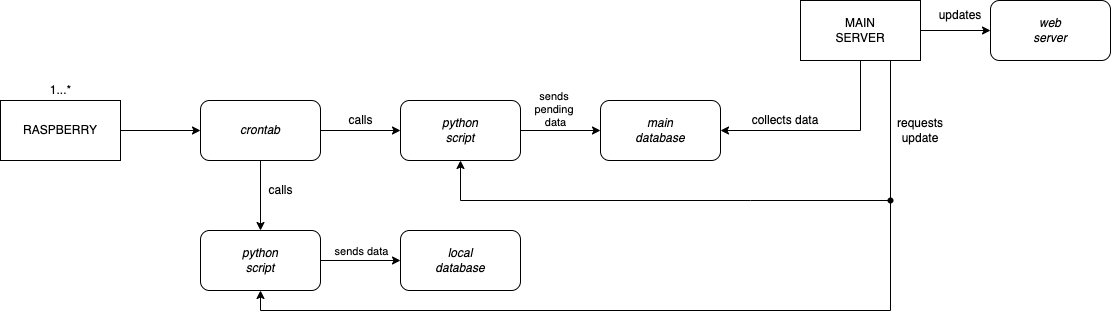 MAIN
SERVER
updates
web
server
1...*
RASPBERRY
crontab
calls
python
script
sends
pending
data
main
database
collects data
requests
update
calls
python
script
sends data
local
database